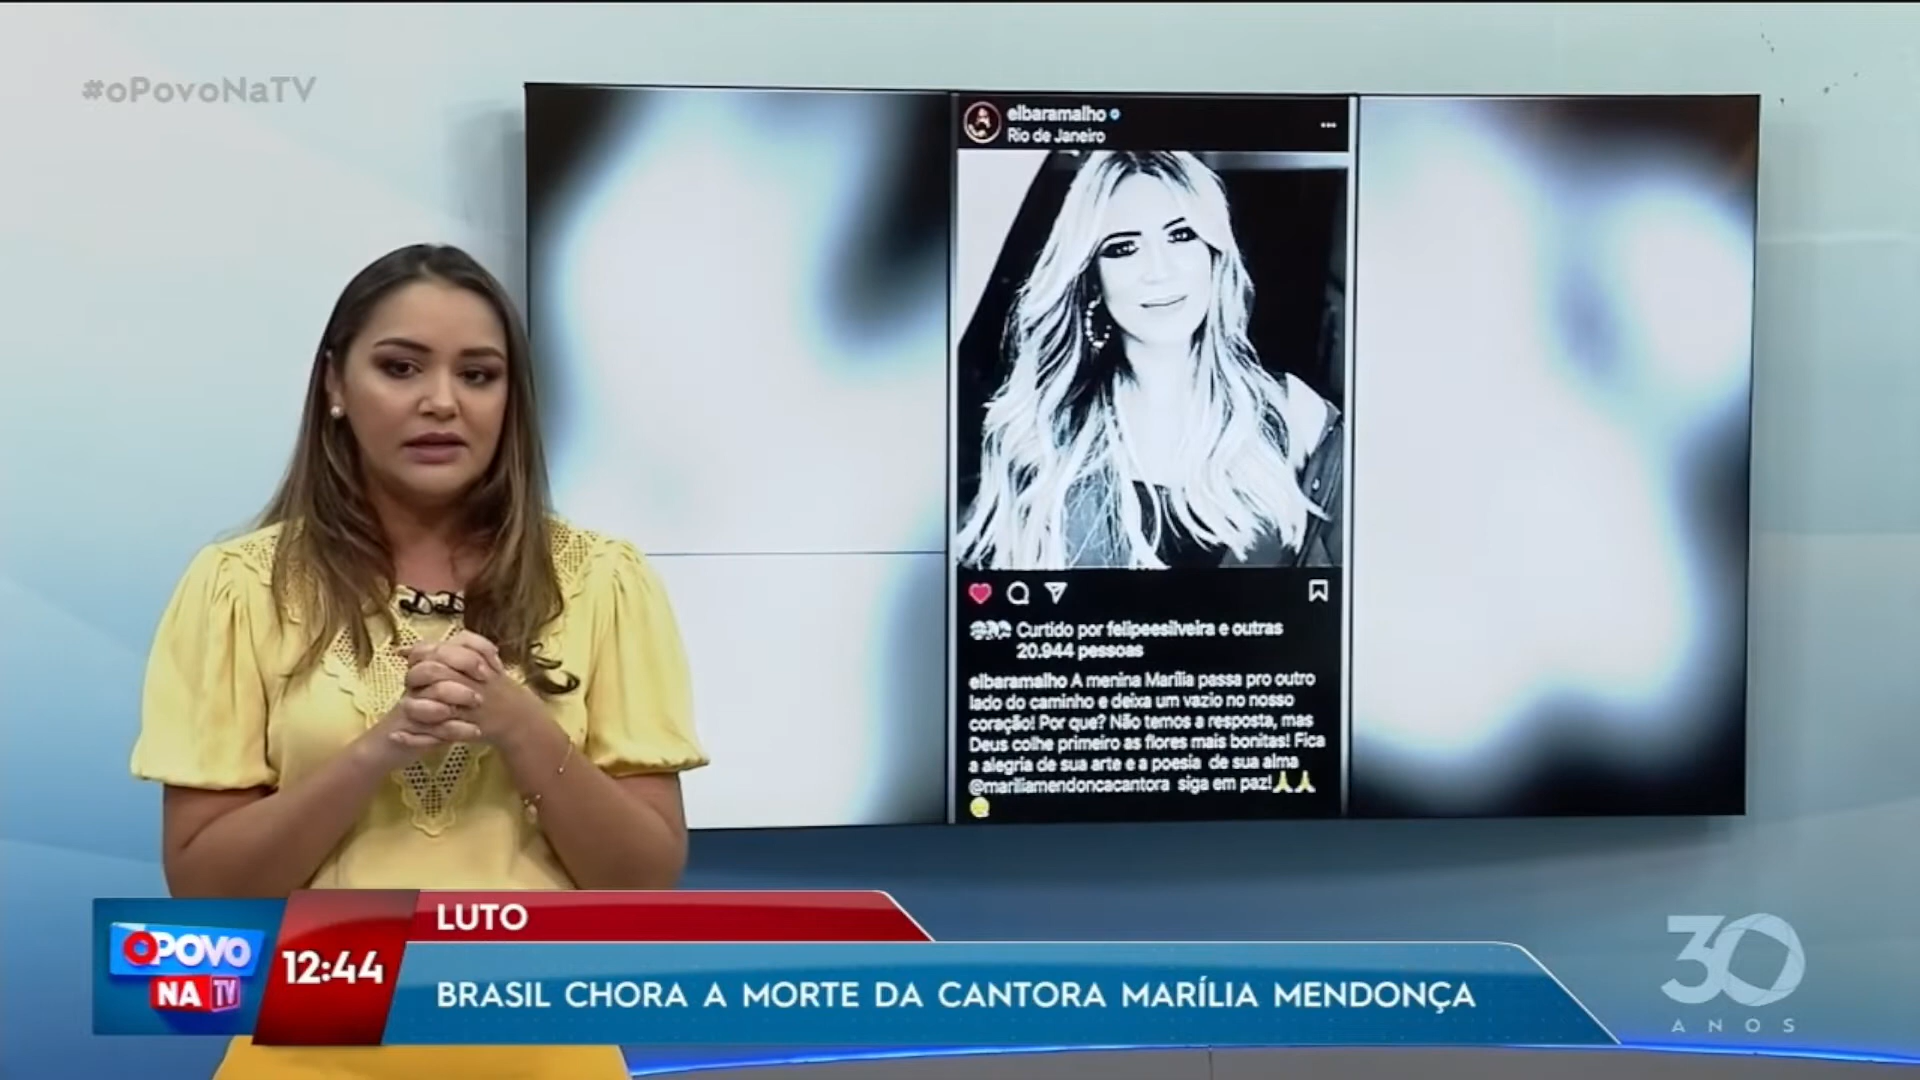 #oPovoNaTV
elbaramalho
Rio de Janeiro
Curtido por felipeesilveira e outras
20.944 pessoas
elbaramalho A menina Marília passa pro outro
lado do caminho e deixa um vazio no nosso
coração! Por que? Não temos a resposta, mas
Deus colhe primeiro as flores mais bonitas! Fica
a alegria de sua arte e a poesia de sua alma
@mariliamendoncacantora siga em paz!🙏🙏
O POVO
NA TV
12:44
LUTO
BRASIL CHORA A MORTE DA CANTORA MARÍLIA MENDONÇA
30
ANOS